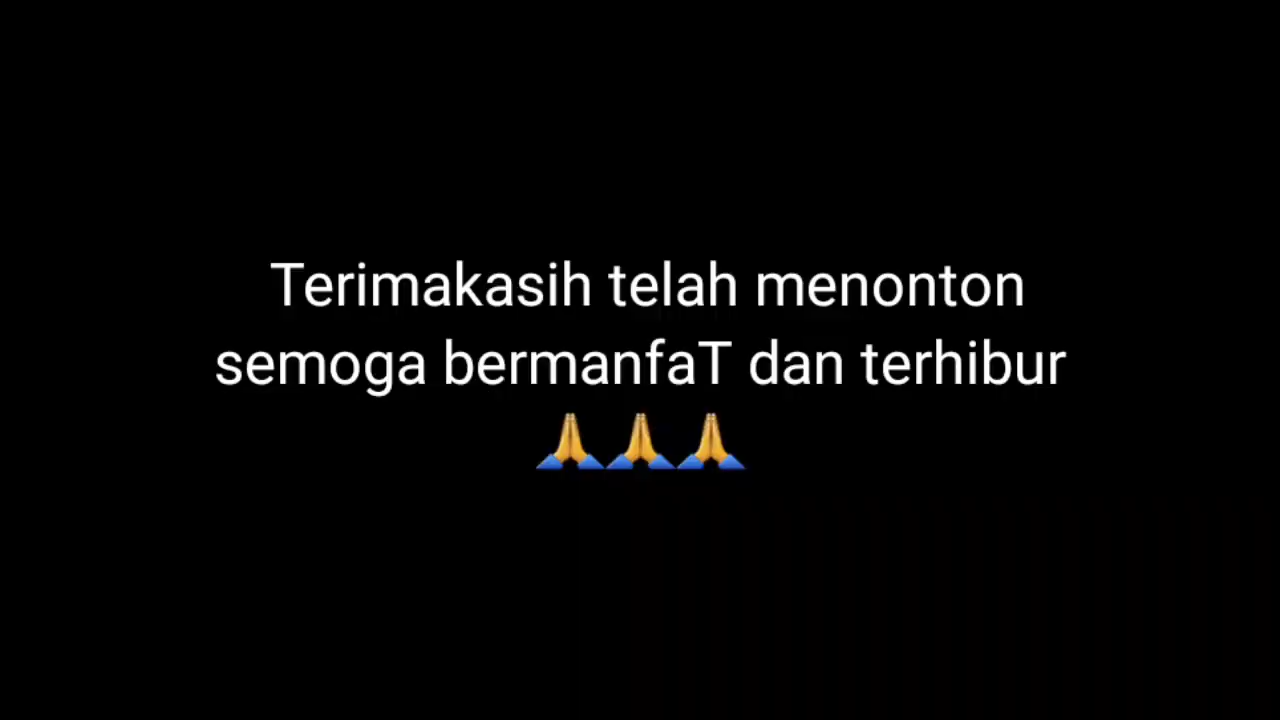 Terimakasih telah menonton
semoga bermanfaT dan terhibur
🙏🙏🙏